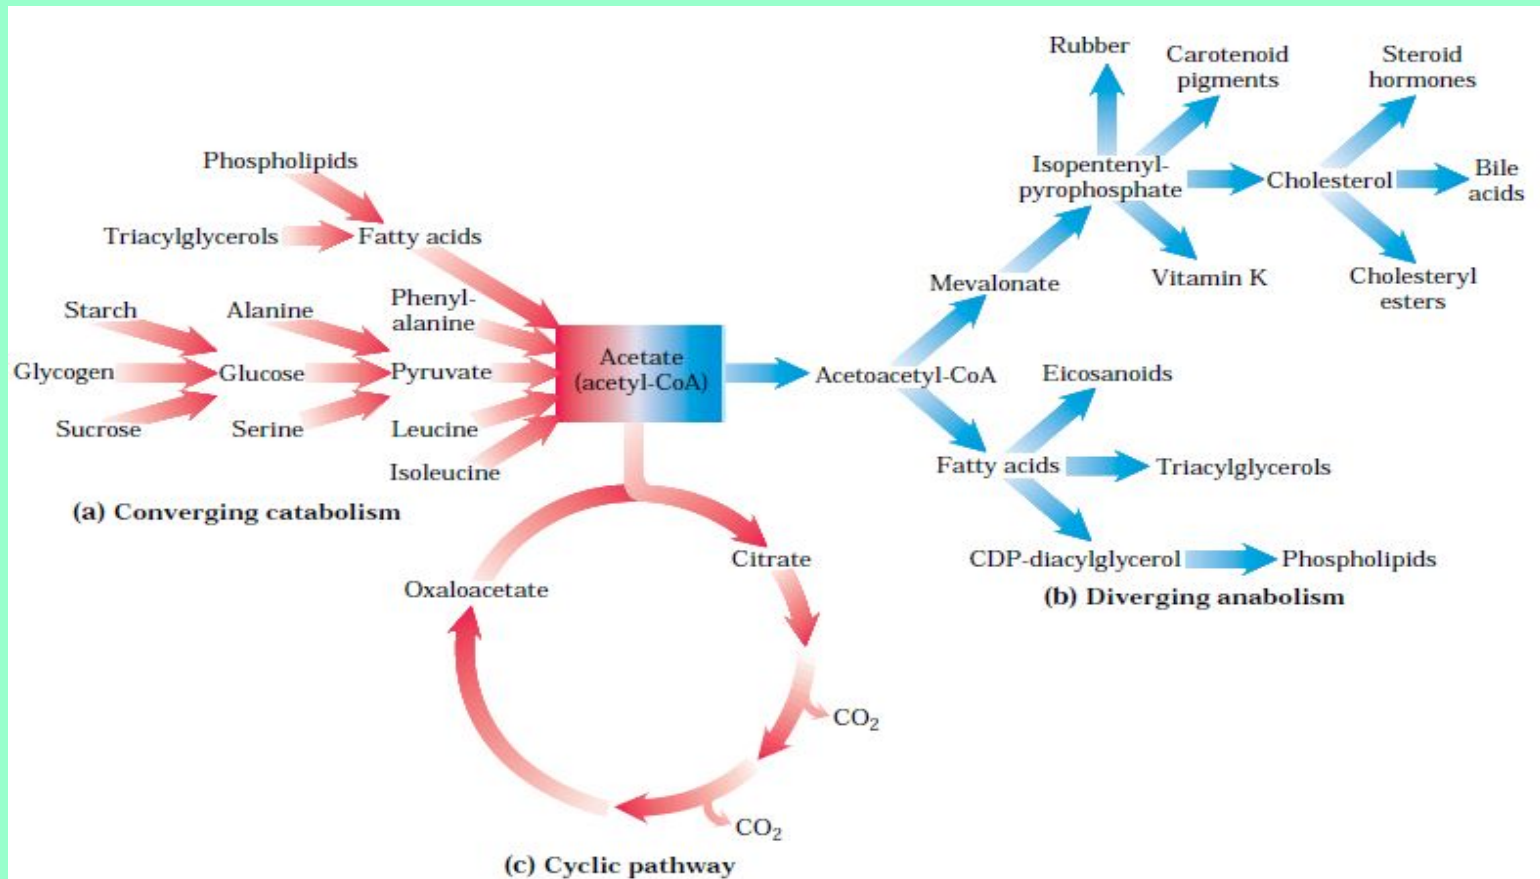 Phospholipids
Triacylglycerols
Fatty acids
Starch
Alanine
Phenyl-
alanine
Glycogen
Glucose
Pyruvate
Sucrose
Serine
Leucine
Isoleucine
(a) Converging catabolism
Acetate
(acetyl-CoA)
Acetoacetyl-CoA
Mevalonate
Isopentenyl-
pyrophosphate
Rubber
Carotenoid
pigments
Vitamin K
Cholesterol
Steroid
hormones
Bile
acids
Cholesteryl
esters
Eicosanoids
Fatty acids
Triacylglycerols
CDP-diacylglycerol
Phospholipids
(b) Diverging anabolism
Oxaloacetate
Citrate
CO₂
CO₂
(c) Cyclic pathway